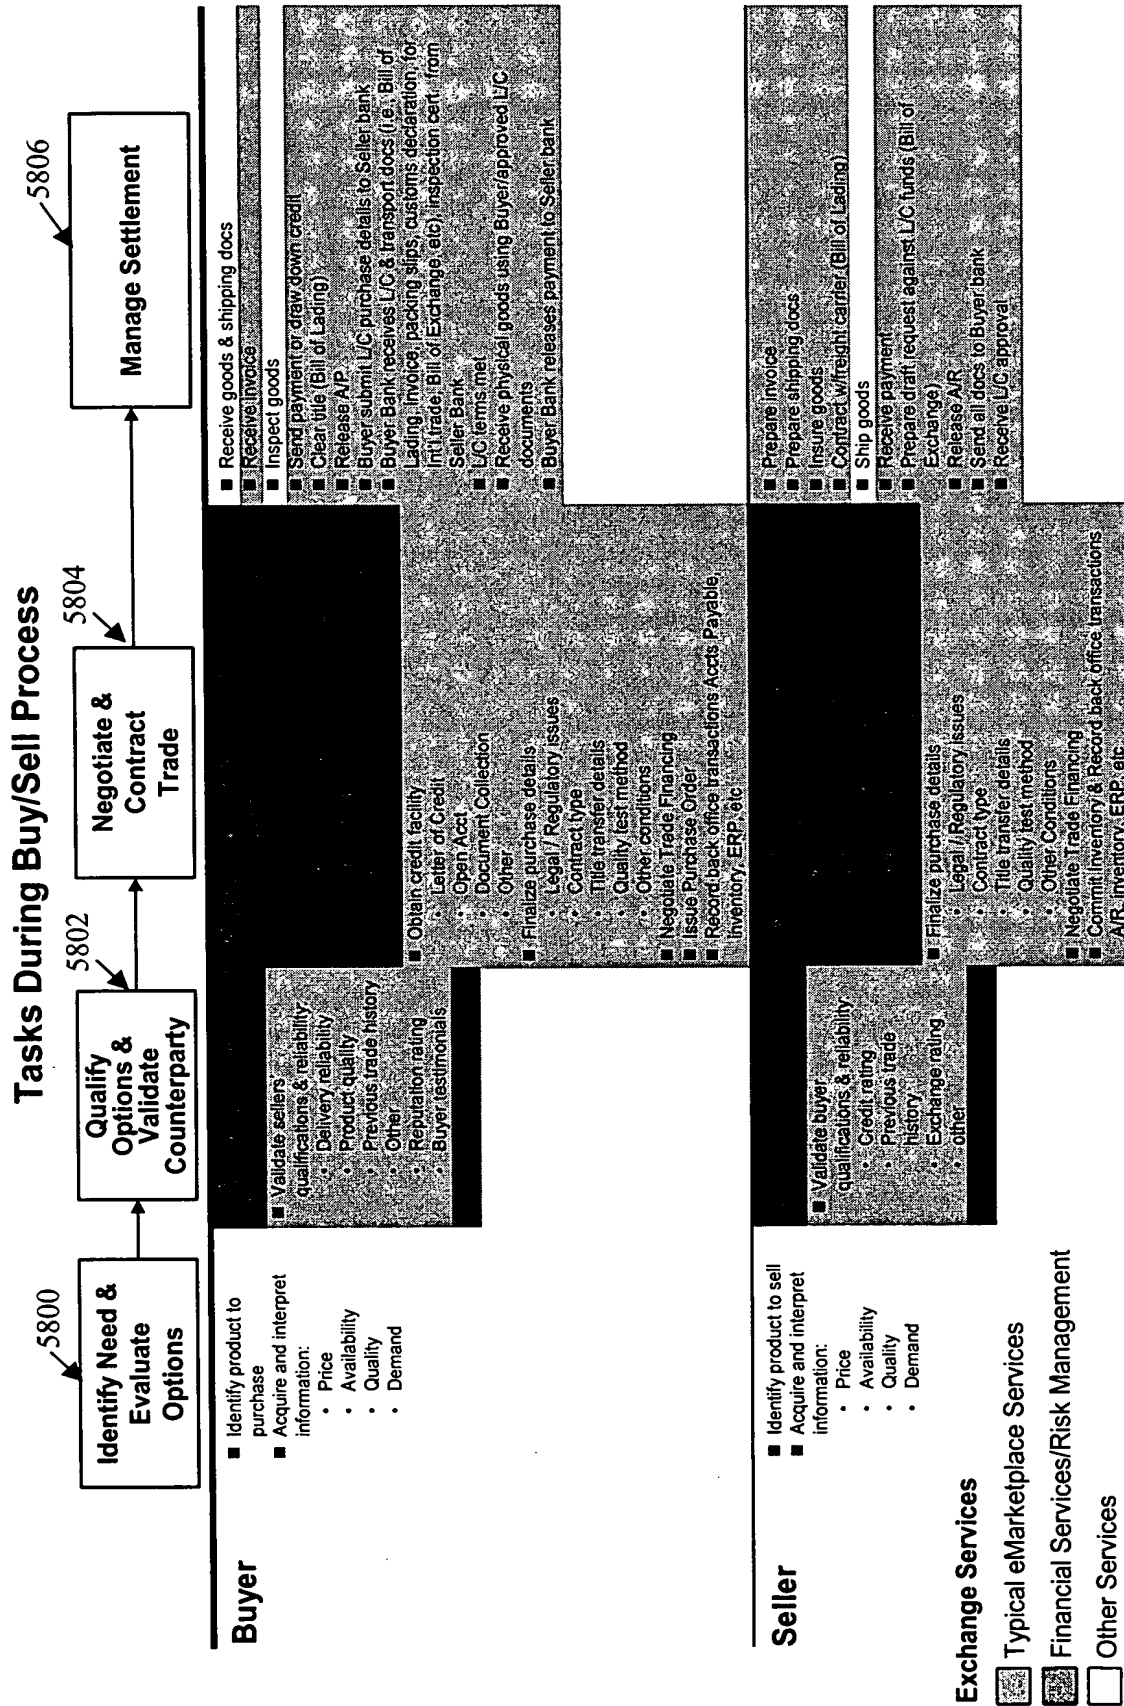 Tasks During Buy/Sell Process
5800
Identify Need &
Evaluate
Options
5802
Qualify
Options &
Validate
Counterparty
5804
Negotiate &
Contract
Trade
5806
Manage Settlement
Buyer
■ Identify product to
purchase
■ Acquire and interpret
information:
• Price
• Availability
• Quality
• Demand
■ Validate sellers'
qualifications & reliability
• Delivery reliability
• Product quality
• Previous trade history
• Other
• Reputation rating
• Buyer testimonials
■ Obtain credit facility
• Letter of Credit
• Open Acct
• Document Collection
• Other
■ Finalize purchase details
• Legal / Regulatory issues
• Contract type
• Title transfer details
• Quality test method
• Other conditions
■ Negotiate Trade Financing
■ Issue Purchase Order
■ Record back office transactions Accts Payable,
inventory, ERP, etc
■ Receive goods & shipping docs
■ Receive invoice
■ Inspect goods
■ Send payment or draw down credit
■ Clear title (Bill of Lading)
■ Release A/P
■ Buyer submit L/C purchase details to Seller bank
■ Buyer Bank receives L/C & transport docs (i.e., Bill of
Lading, invoice, packing slips, customs declaration, for
Int'l trade: Bill of Exchange, etc), inspection cert. from
Seller Bank
■ L/C terms met
■ Receive physical goods using Buyer/approved L/C
documents
■ Buyer Bank releases payment to Seller bank
Seller
■ Identify product to sell
■ Acquire and interpret
information:
• Price
• Availability
• Quality
• Demand
■ Validate buyer
qualifications & reliability
• Credit rating
• Previous trade
history
• Exchange rating
• other
■ Finalize purchase details
• Legal / Regulatory issues
• Contract type
• Title transfer details
• Quality test method
• Other Conditions
■ Negotiate Trade Financing
■ Commit Inventory & Record back office transactions
A/R, inventory, ERP, etc
■ Prepare invoice
■ Prepare shipping docs
■ Insure goods
■ Contract w/freight carrier (Bill of Lading)
■ Ship goods
■ Receive payment
■ Prepare draft request against L/C funds (Bill of
Exchange)
■ Release A/R
■ Send all docs to Buyer bank
■ Receive L/C approval
Exchange Services
Typical eMarketplace Services
Financial Services/Risk Management
Other Services